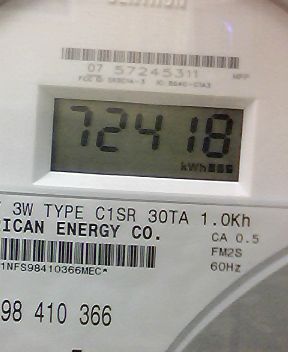 07 57245311 MPP
72418
kWh
3W TYPE C1SR 30TA 1.0Kh
ICAN ENERGY CO.
CA 0.5
FM2S
60Hz
1NFS98410366MEC*
98 410 366